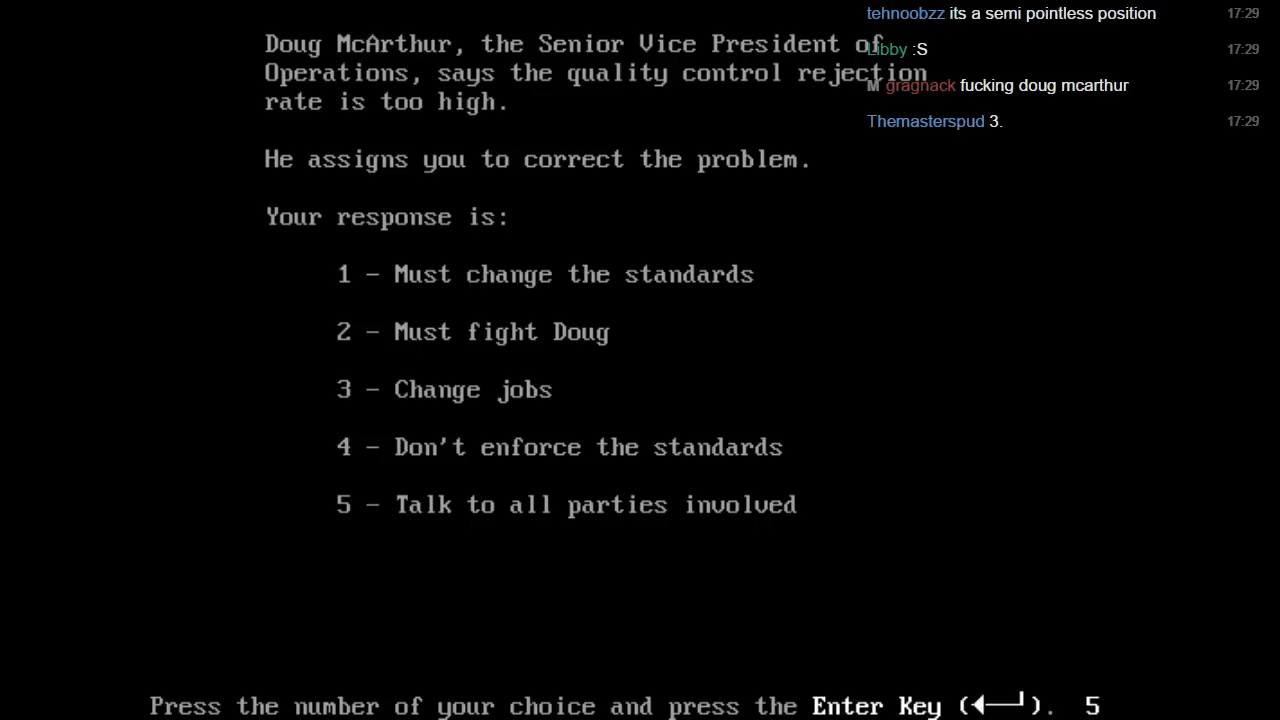 Doug McArthur, the Senior Vice President of
Operations, says the quality control rejection
rate is too high.
He assigns you to correct the problem.
Your response is:
1 - Must change the standards
2 - Must fight Doug
3 - Change jobs
4 - Don't enforce the standards
5 - Talk to all parties involved
Press the number of your choice and press the Enter Key (◄─┘). 5
tehnoobzz its a semi pointless position 17:29
Libby :S 17:29
M gragnack fucking doug mcarthur 17:29
Themasterspud 3. 17:29